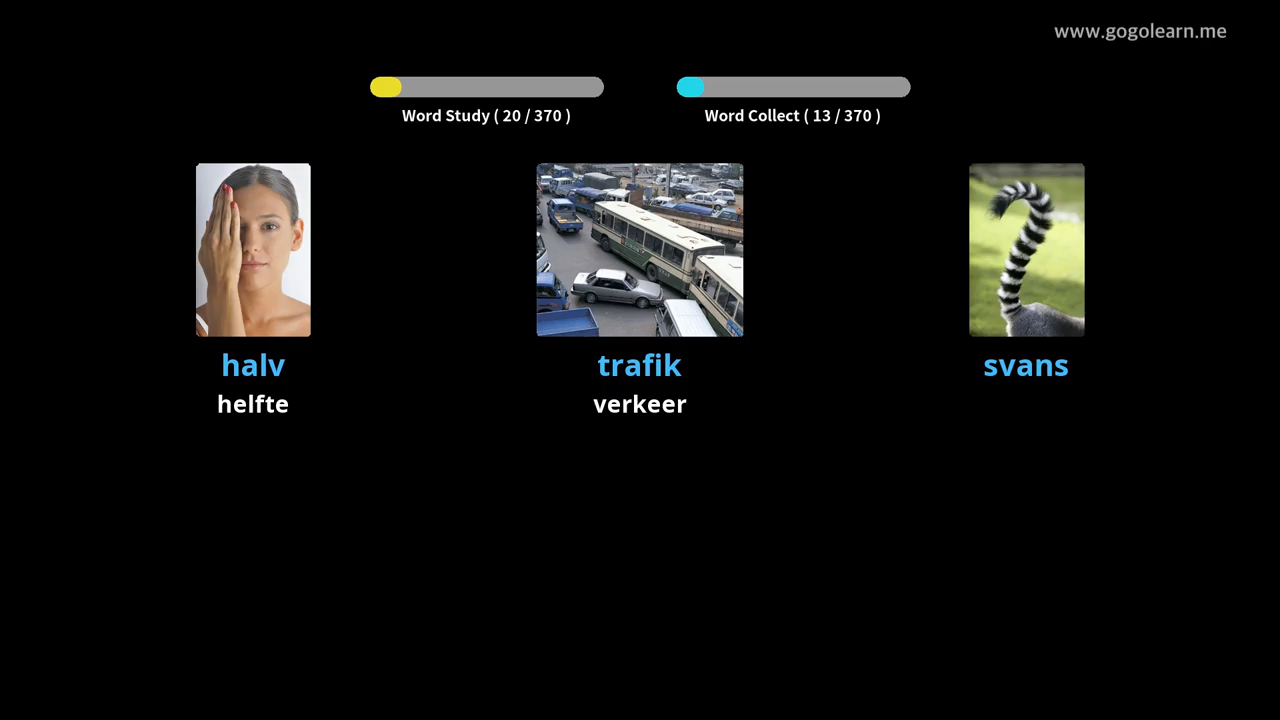 www.gogolearn.me
Word Study ( 20 / 370 )
Word Collect ( 13 / 370 )
halv
trafik
svans
helfte
verkeer